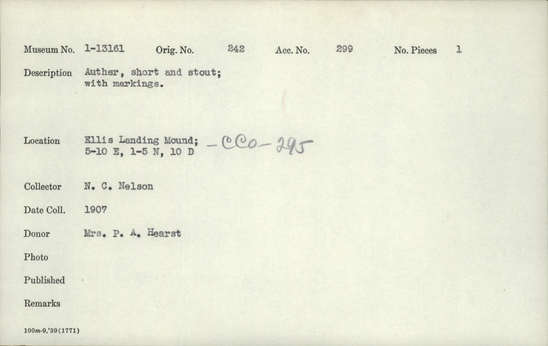 Museum No. 1-13161 Orig. No. 242 Acc. No. 299 No. Pieces 1
Description Author, short and stout;
with markings.
Location Ellis Landing Mound; - CCo - 295
5-10 E, 1-5 N, 10 D
Collector N. C. Nelson
Date Coll. 1907
Donor Mrs. P. A. Hearst
Photo
Published
Remarks
100m-9,'39(1771)